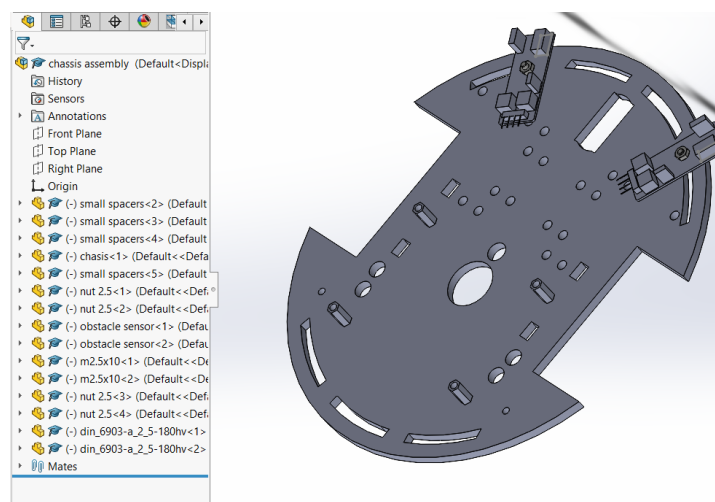 chassis assembly (Default<Displa
History
Sensors
Annotations
Front Plane
Top Plane
Right Plane
Origin
(-) small spacers<2> (Default
(-) small spacers<3> (Default
(-) small spacers<4> (Default
(-) chasis<1> (Default<<Defa
(-) small spacers<5> (Default
(-) nut 2.5<1> (Default<<Def
(-) nut 2.5<2> (Default<<Def
(-) obstacle sensor<1> (Defau
(-) obstacle sensor<2> (Defau
(-) m2.5x10<1> (Default<<De
(-) m2.5x10<2> (Default<<De
(-) nut 2.5<3> (Default<<Def
(-) nut 2.5<4> (Default<<Def
(-) din_6903-a_2_5-180hv<1>
(-) din_6903-a_2_5-180hv<2>
Mates